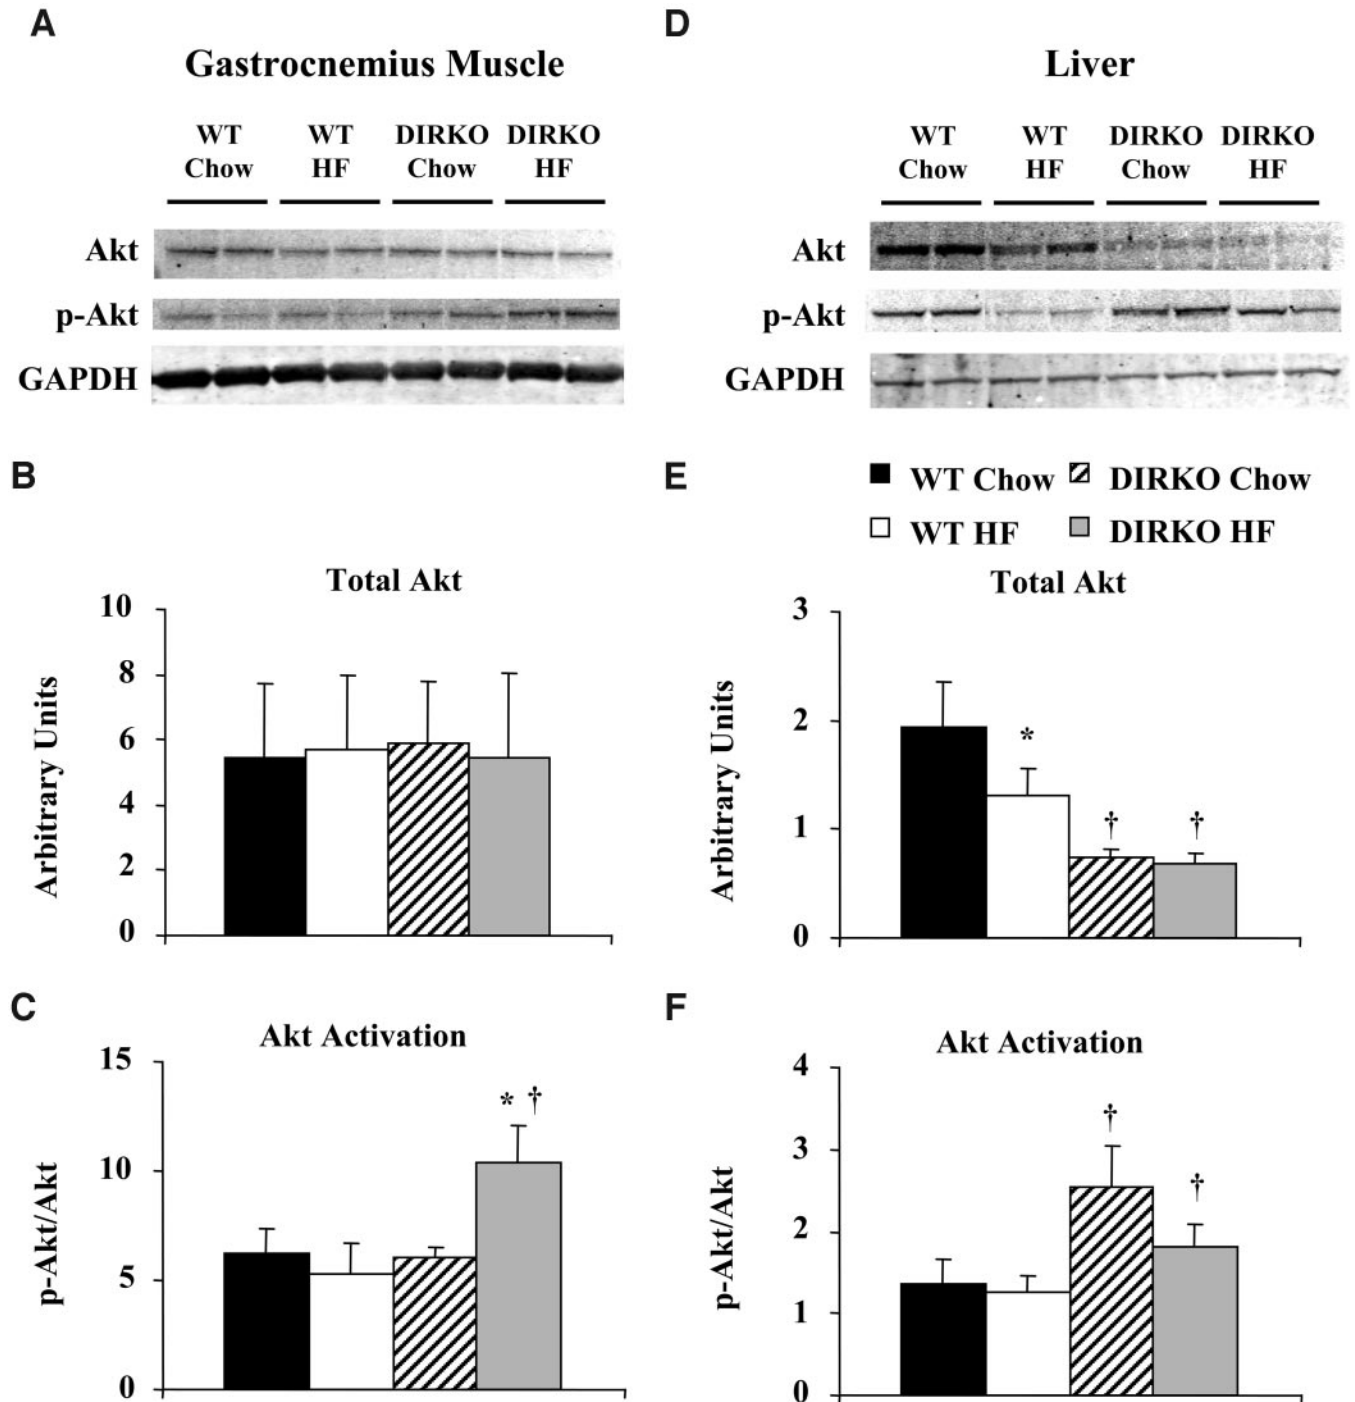 A
Gastrocnemius Muscle
WT WT DIRKO DIRKO
Chow HF Chow HF
Akt
p-Akt
GAPDH
B
Total Akt
10
8
6
4
2
0
Arbitrary Units
C
Akt Activation
* †
15
10
5
0
p-Akt/Akt
D
Liver
WT WT DIRKO DIRKO
Chow HF Chow HF
Akt
p-Akt
GAPDH
E
WT Chow DIRKO Chow
WT HF DIRKO HF
Total Akt
3
2
1
0
Arbitrary Units
*
† †
F
Akt Activation
4
3
2
1
0
p-Akt/Akt
†
†